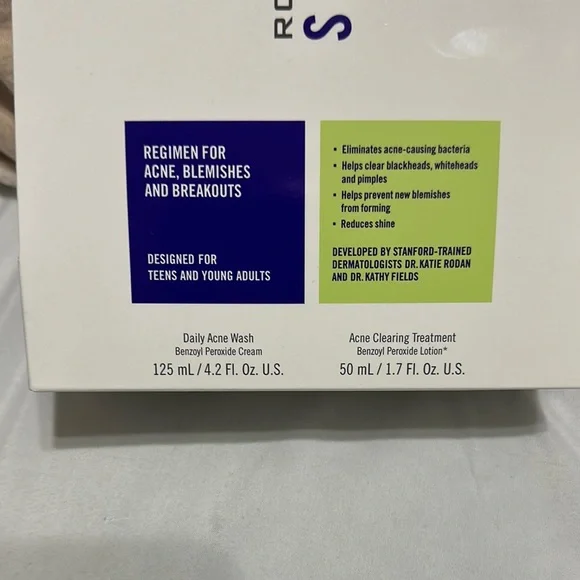 RO
S
REGIMEN FOR
ACNE, BLEMISHES
AND BREAKOUTS
DESIGNED FOR
TEENS AND YOUNG ADULTS
• Eliminates acne-causing bacteria
• Helps clear blackheads, whiteheads
and pimples
• Helps prevent new blemishes
from forming
• Reduces shine
DEVELOPED BY STANFORD-TRAINED
DERMATOLOGISTS DR. KATIE RODAN
AND DR. KATHY FIELDS
Daily Acne Wash
Benzoyl Peroxide Cream
125 mL / 4.2 Fl. Oz. U.S.
Acne Clearing Treatment
Benzoyl Peroxide Lotion*
50 mL / 1.7 Fl. Oz. U.S.